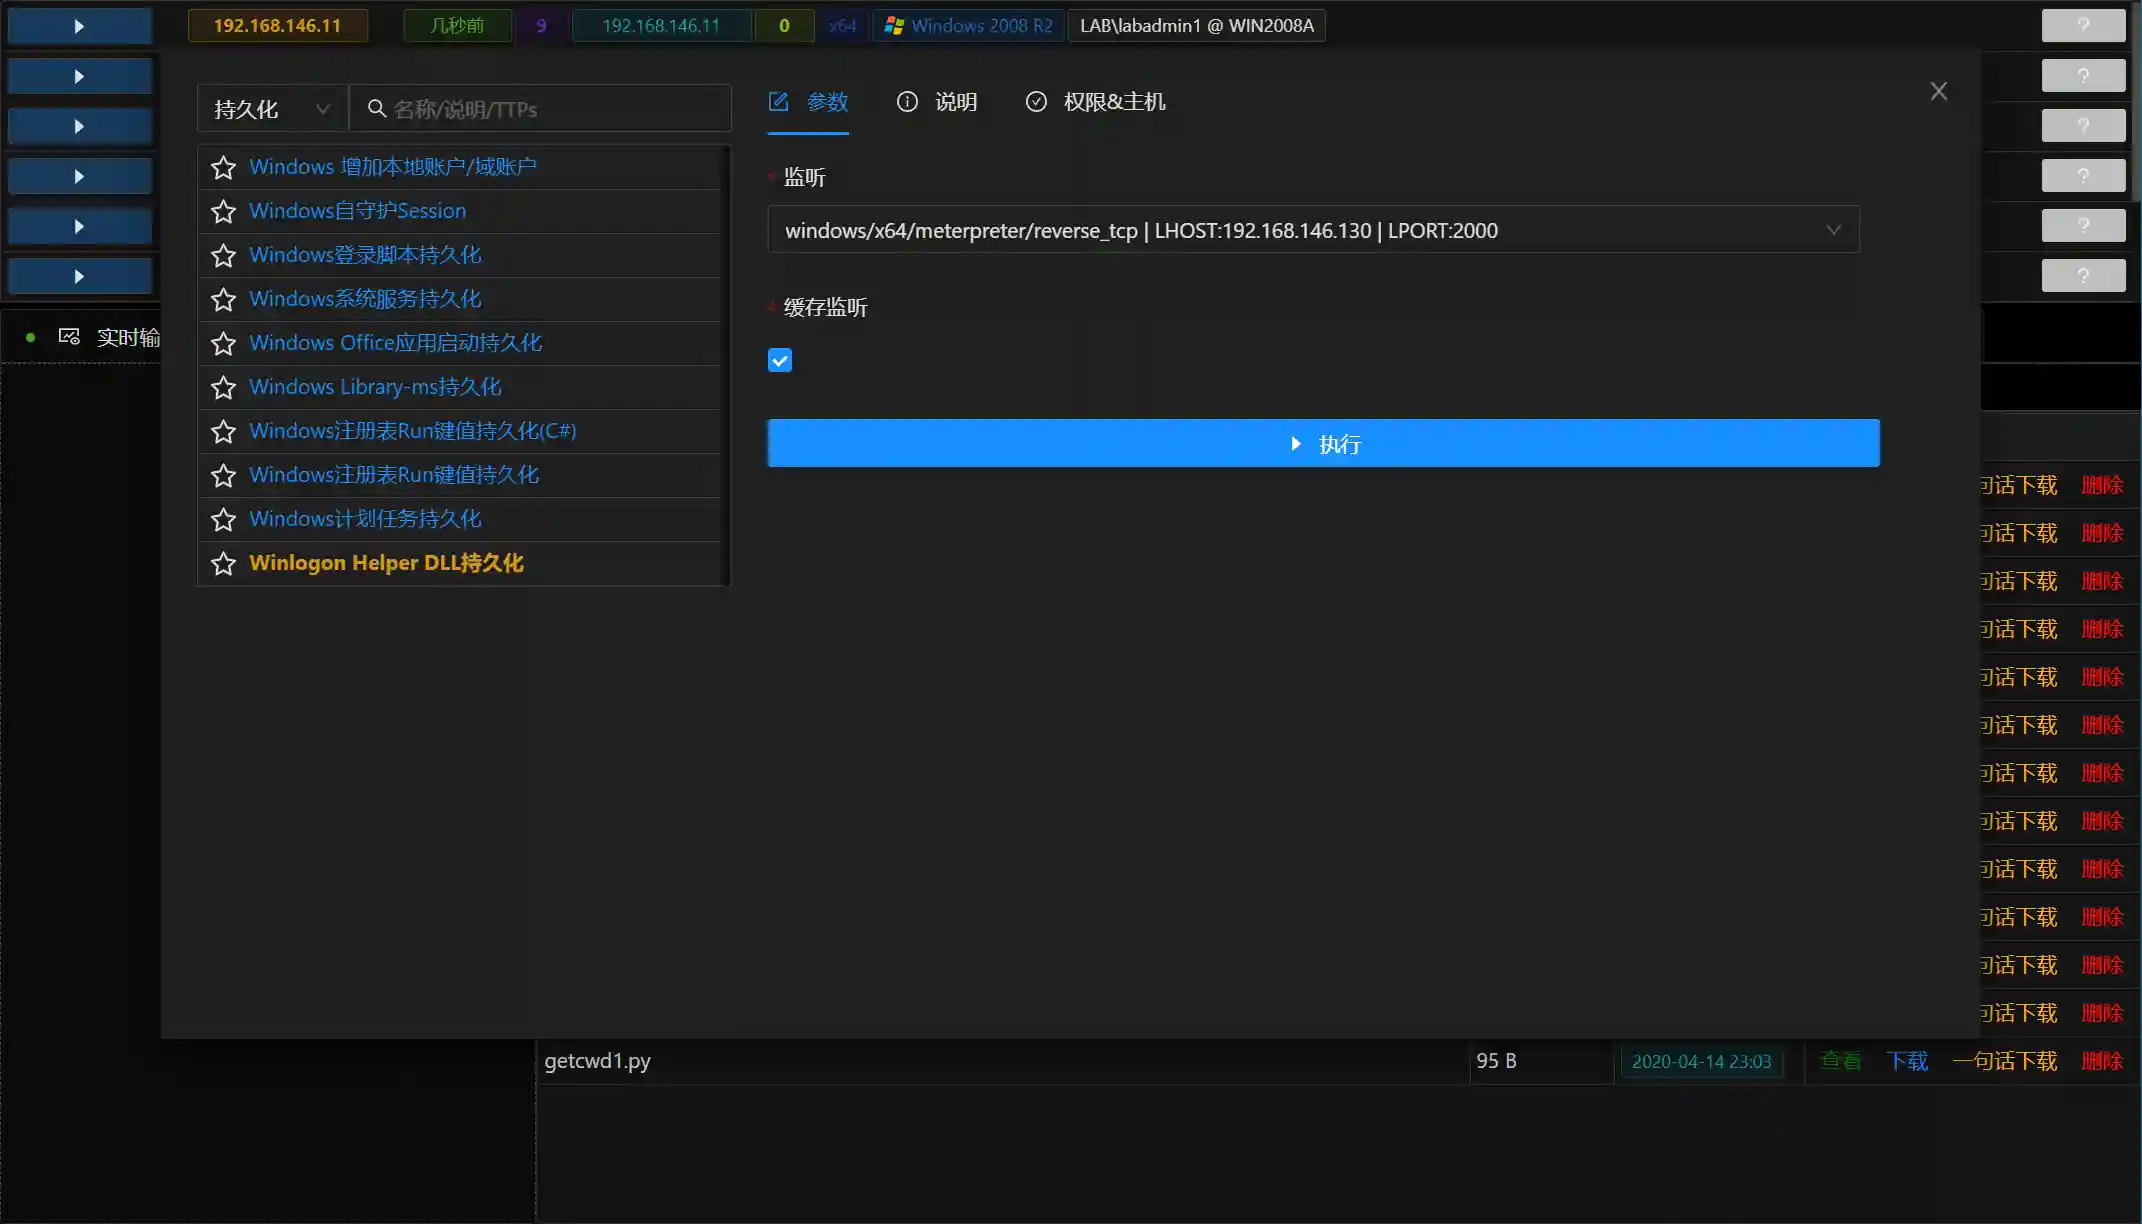 192.168.146.11 几秒前 9 192.168.146.11 0 x64 Windows 2008 R2 LAB\labadmin1 @ WIN2008A ?
?
?
?
?
?
持久化 名称/说明/TTPs
Windows 增加本地账户/域账户
Windows自守护Session
Windows登录脚本持久化
Windows系统服务持久化
Windows Office应用启动持久化
Windows Library-ms持久化
Windows注册表Run键值持久化(C#)
Windows注册表Run键值持久化
Windows计划任务持久化
Winlogon Helper DLL持久化
参数 说明 权限&主机
* 监听
windows/x64/meterpreter/reverse_tcp | LHOST:192.168.146.130 | LPORT:2000
* 缓存监听
执行
实时输
句话下载 删除
句话下载 删除
句话下载 删除
句话下载 删除
句话下载 删除
句话下载 删除
句话下载 删除
句话下载 删除
句话下载 删除
句话下载 删除
句话下载 删除
句话下载 删除
getcwd1.py 95 B 2020-04-14 23:03 查看 下载 一句话下载 删除